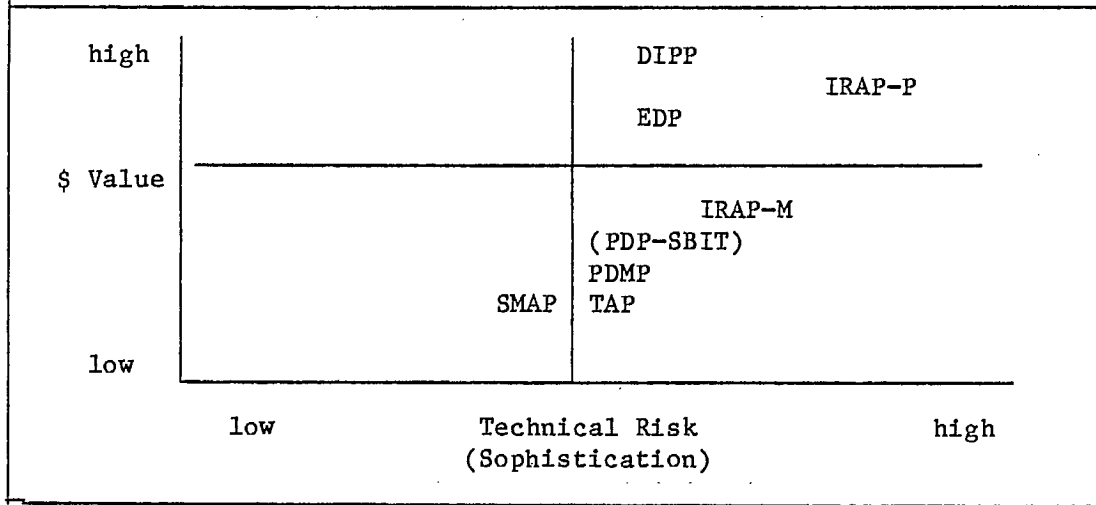 high DIPP
IRAP-P
EDP
$ Value
IRAP-M
(PDP-SBIT)
PDMP
SMAP TAP
low
low Technical Risk high
(Sophistication)